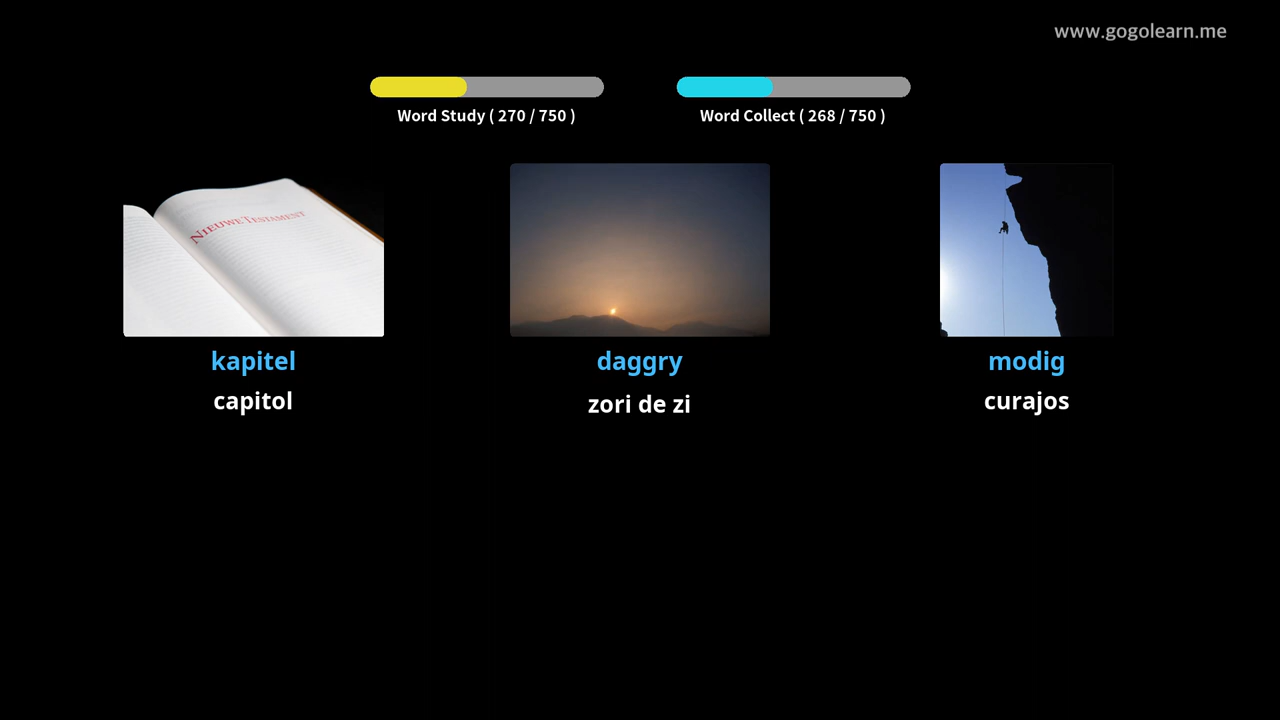 www.gogolearn.me
Word Study ( 270 / 750 )
Word Collect ( 268 / 750 )
NIEUWE TESTAMENT
kapitel
daggry
modig
capitol
zori de zi
curajos